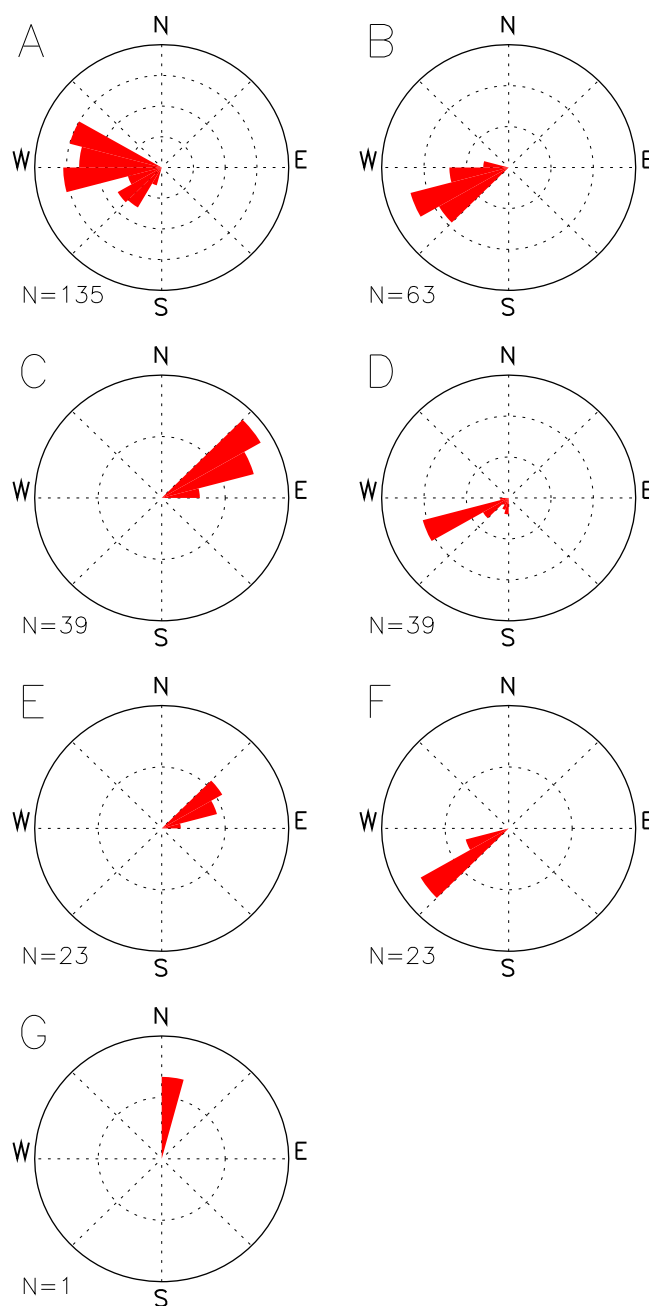 A B
N N
W E W E
N=135 N=63
S S
C D
N N
W E W E
N=39 N=39
S S
E F
N N
W E W E
N=23 N=23
S S
G
N
W E
N=1
S